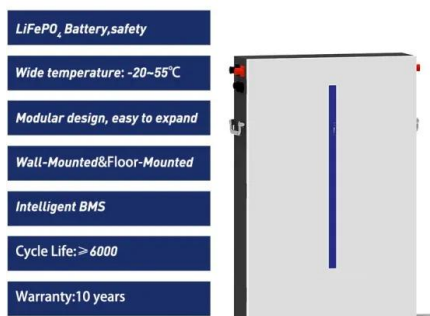 LiFePO₄ Battery,safety
Wide temperature: -20~55℃
Modular design, easy to expand
Wall-Mounted&Floor-Mounted
Intelligent BMS
Cycle Life:≥6000
Warranty:10 years